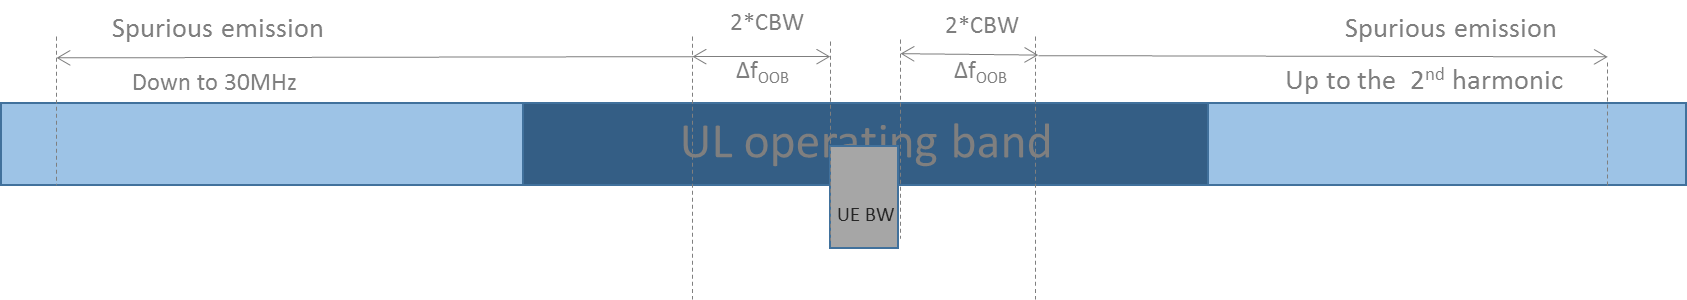 Spurious emission
2*CBW
2*CBW
Spurious emission
Down to 30MHz
Δf_OOB
Δf_OOB
Up to the 2nd harmonic
UL operating band
UE BW